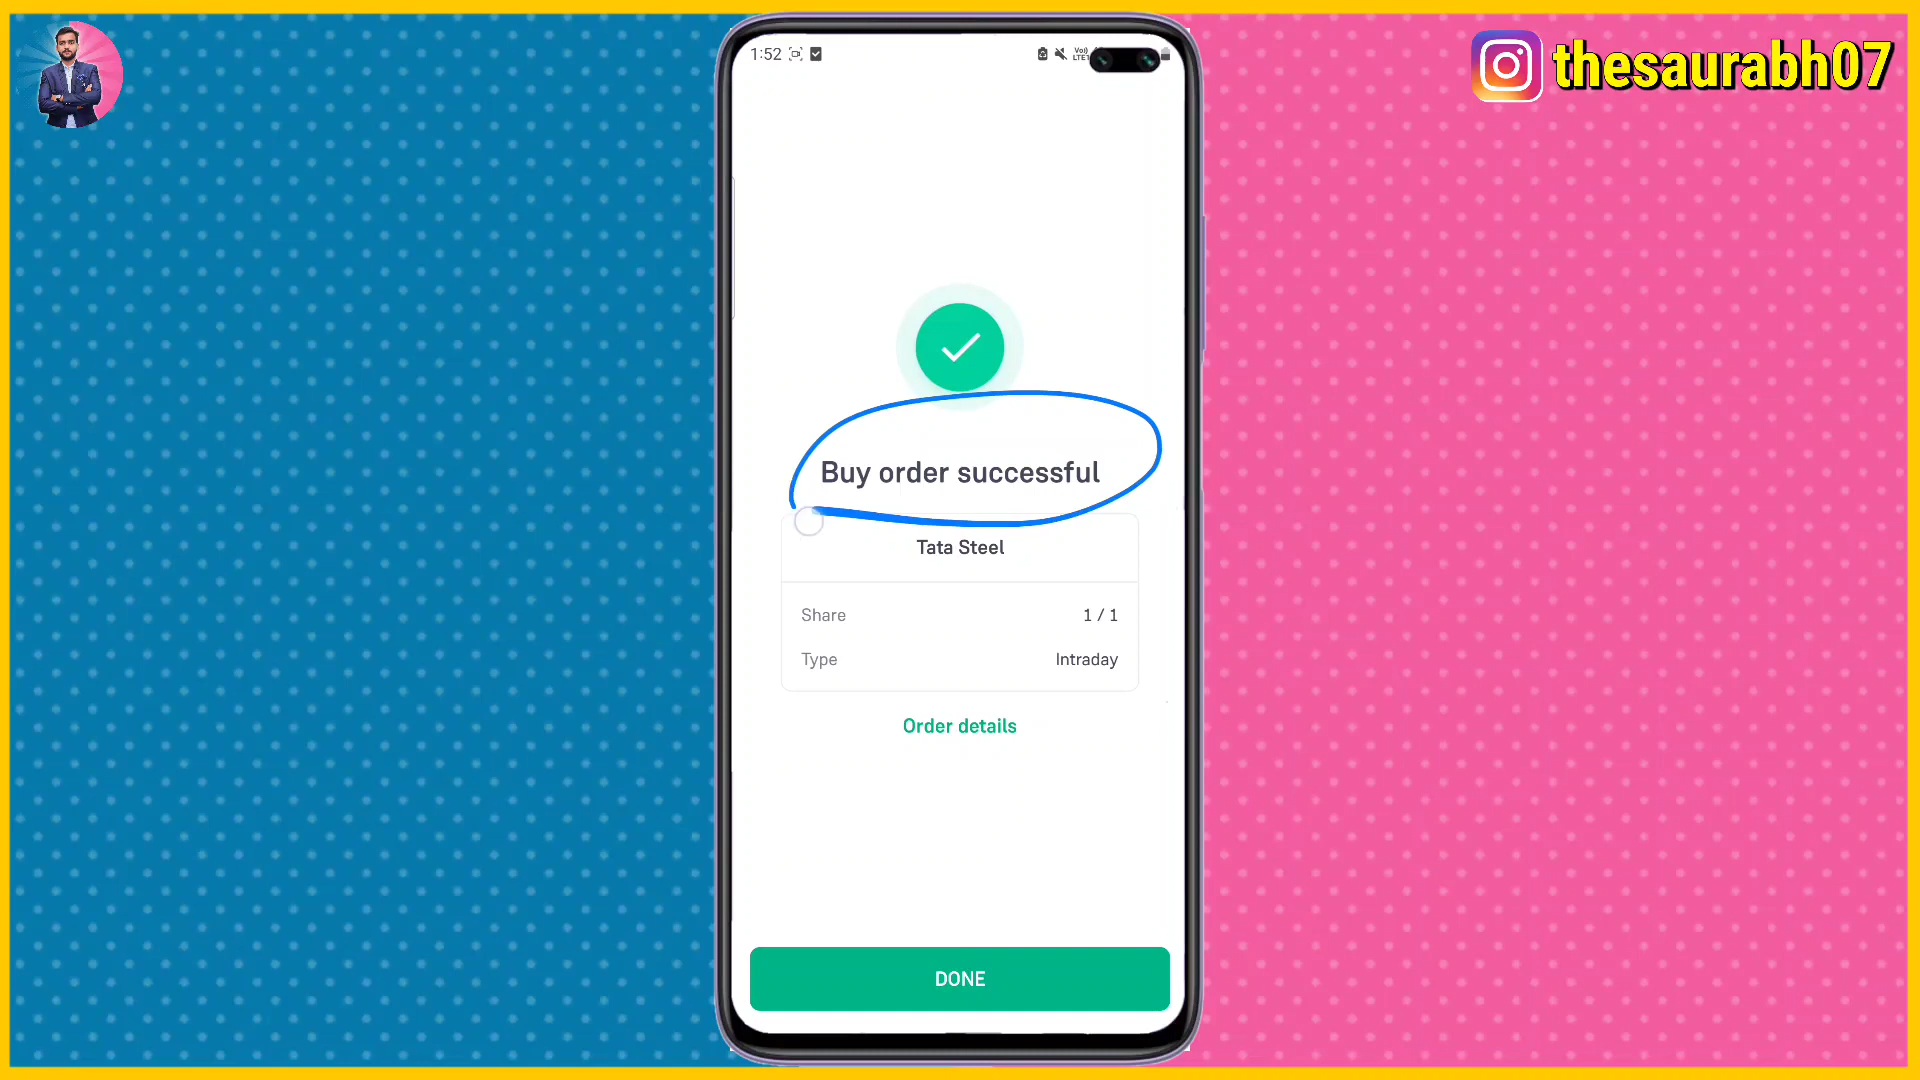 thesaurabh07
1:52
Buy order successful
Tata Steel
Share 1 / 1
Type Intraday
Order details
DONE